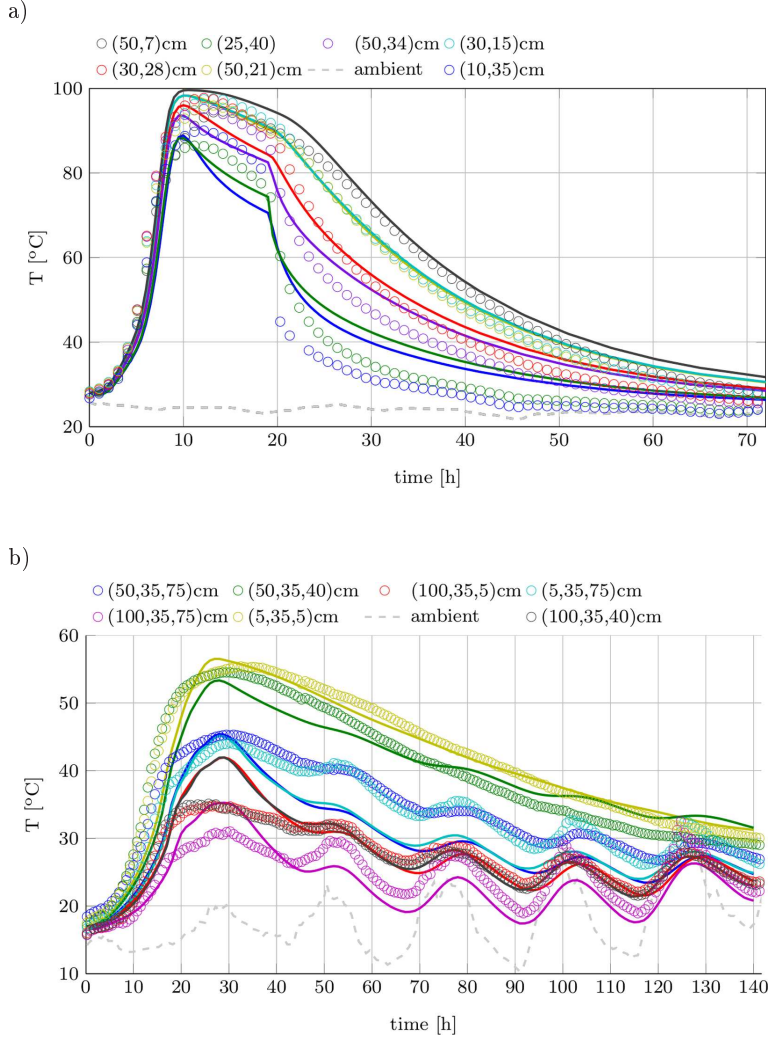 a)
(50,7)cm (25,40) (50,34)cm (30,15)cm
(30,28)cm (50,21)cm ambient (10,35)cm
100
80
60
40
20
T [°C]
0 10 20 30 40 50 60 70
time [h]
b)
(50,35,75)cm (50,35,40)cm (100,35,5)cm (5,35,75)cm
(100,35,75)cm (5,35,5)cm ambient (100,35,40)cm
60
50
40
30
20
10
T [°C]
0 10 20 30 40 50 60 70 80 90 100 110 120 130 140
time [h]